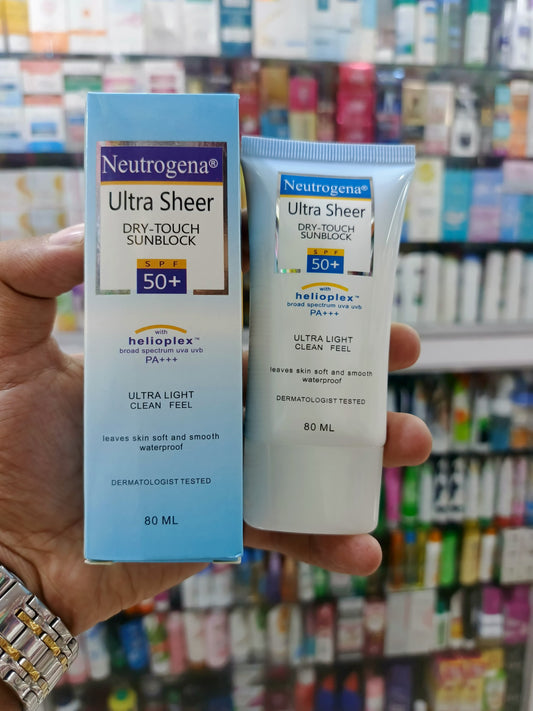 Neutrogena®
Ultra Sheer
DRY-TOUCH
SUNBLOCK
SPF
50+
with
helioplex™
broad spectrum uva uvb
PA+++
ULTRA LIGHT
CLEAN FEEL
leaves skin soft and smooth
waterproof
DERMATOLOGIST TESTED
80 ML
Neutrogena®
Ultra Sheer
DRY-TOUCH
SUNBLOCK
SPF
50+
with
helioplex™
broad spectrum uva uvb
PA+++
ULTRA LIGHT
CLEAN FEEL
leaves skin soft and smooth
waterproof
DERMATOLOGIST TESTED
80 ML